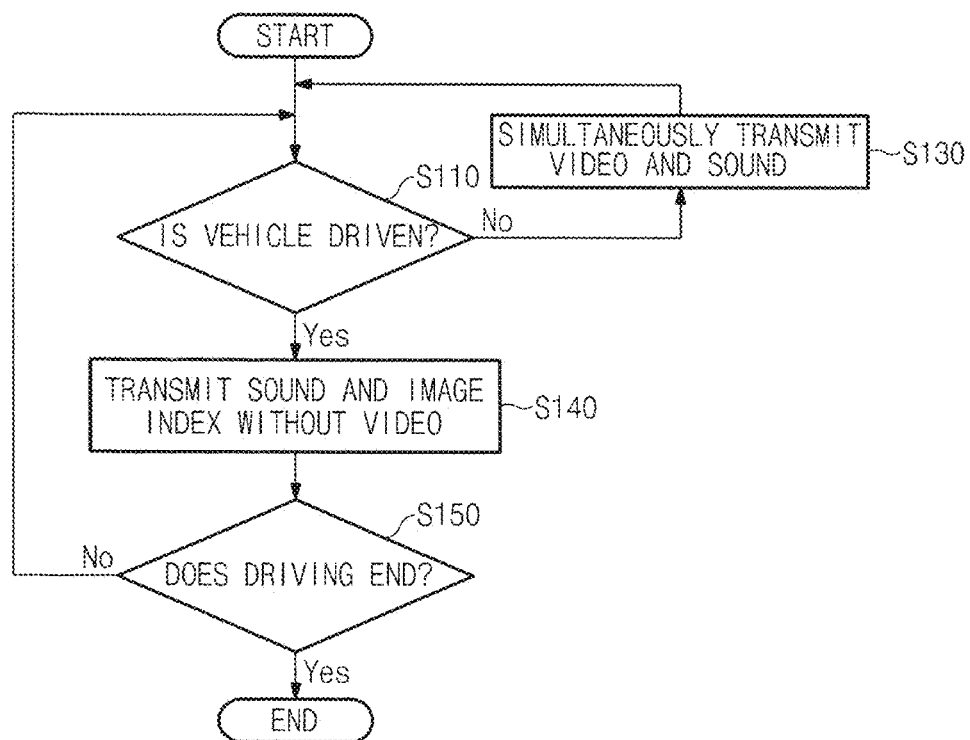 START
SIMULTANEOUSLY TRANSMIT
VIDEO AND SOUND
S130
S110
IS VEHICLE DRIVEN?
No
Yes
TRANSMIT SOUND AND IMAGE
INDEX WITHOUT VIDEO
S140
S150
No
DOES DRIVING END?
Yes
END